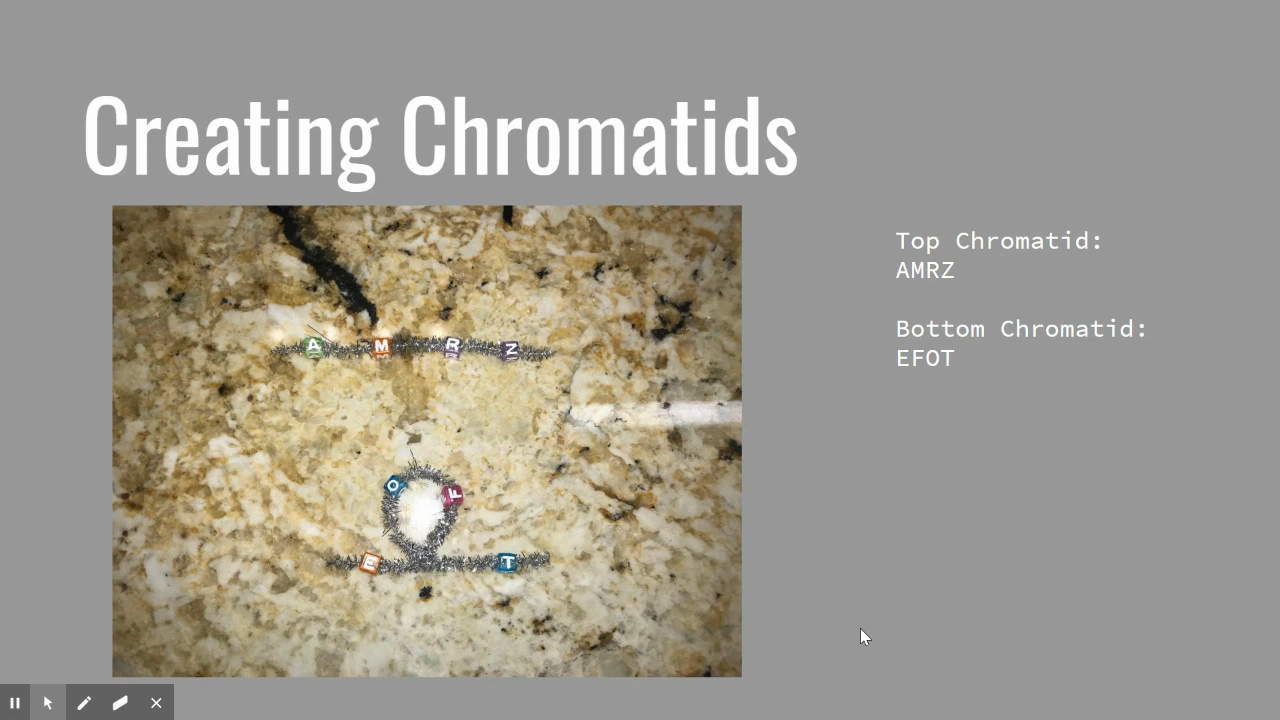 Creating Chromatids
Top Chromatid:
AMRZ
Bottom Chromatid:
EFOT
A M R Z
O F
E T